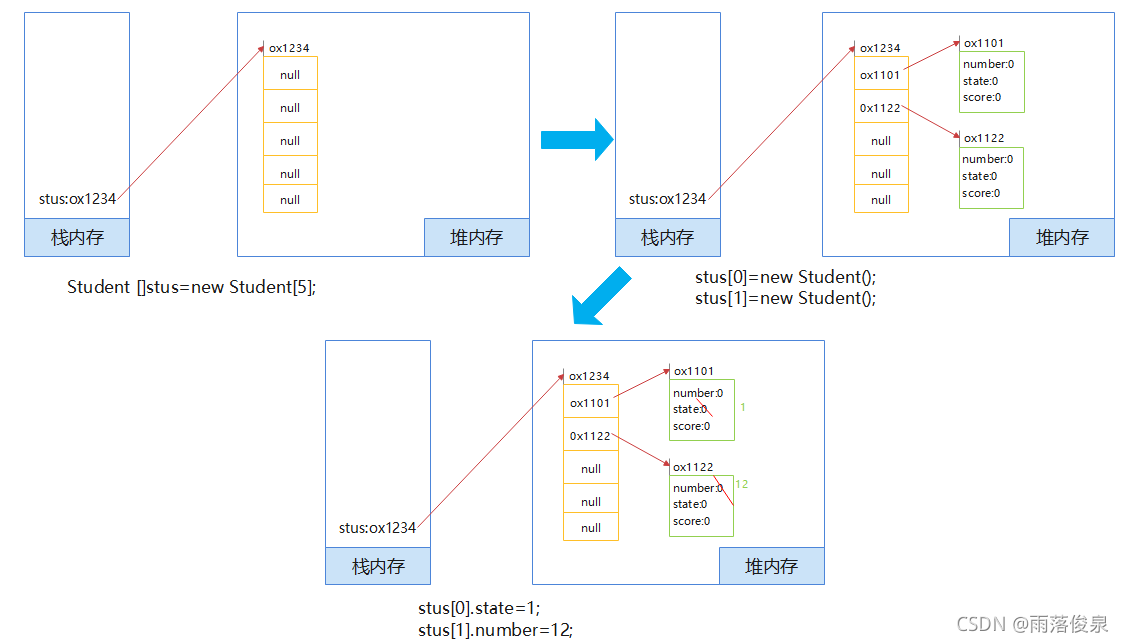 ox1234
null
null
null
null
null
stus:ox1234
栈内存
堆内存
Student []stus=new Student[5];
ox1234
ox1101
0x1122
null
null
null
ox1101
number:0
state:0
score:0
ox1122
number:0
state:0
score:0
stus:ox1234
栈内存
堆内存
stus[0]=new Student();
stus[1]=new Student();
ox1234
ox1101
0x1122
null
null
null
ox1101
number:0
state:0
1
score:0
ox1122
number:0
12
state:0
score:0
stus:ox1234
栈内存
堆内存
stus[0].state=1;
stus[1].number=12;
CSDN @雨落俊泉